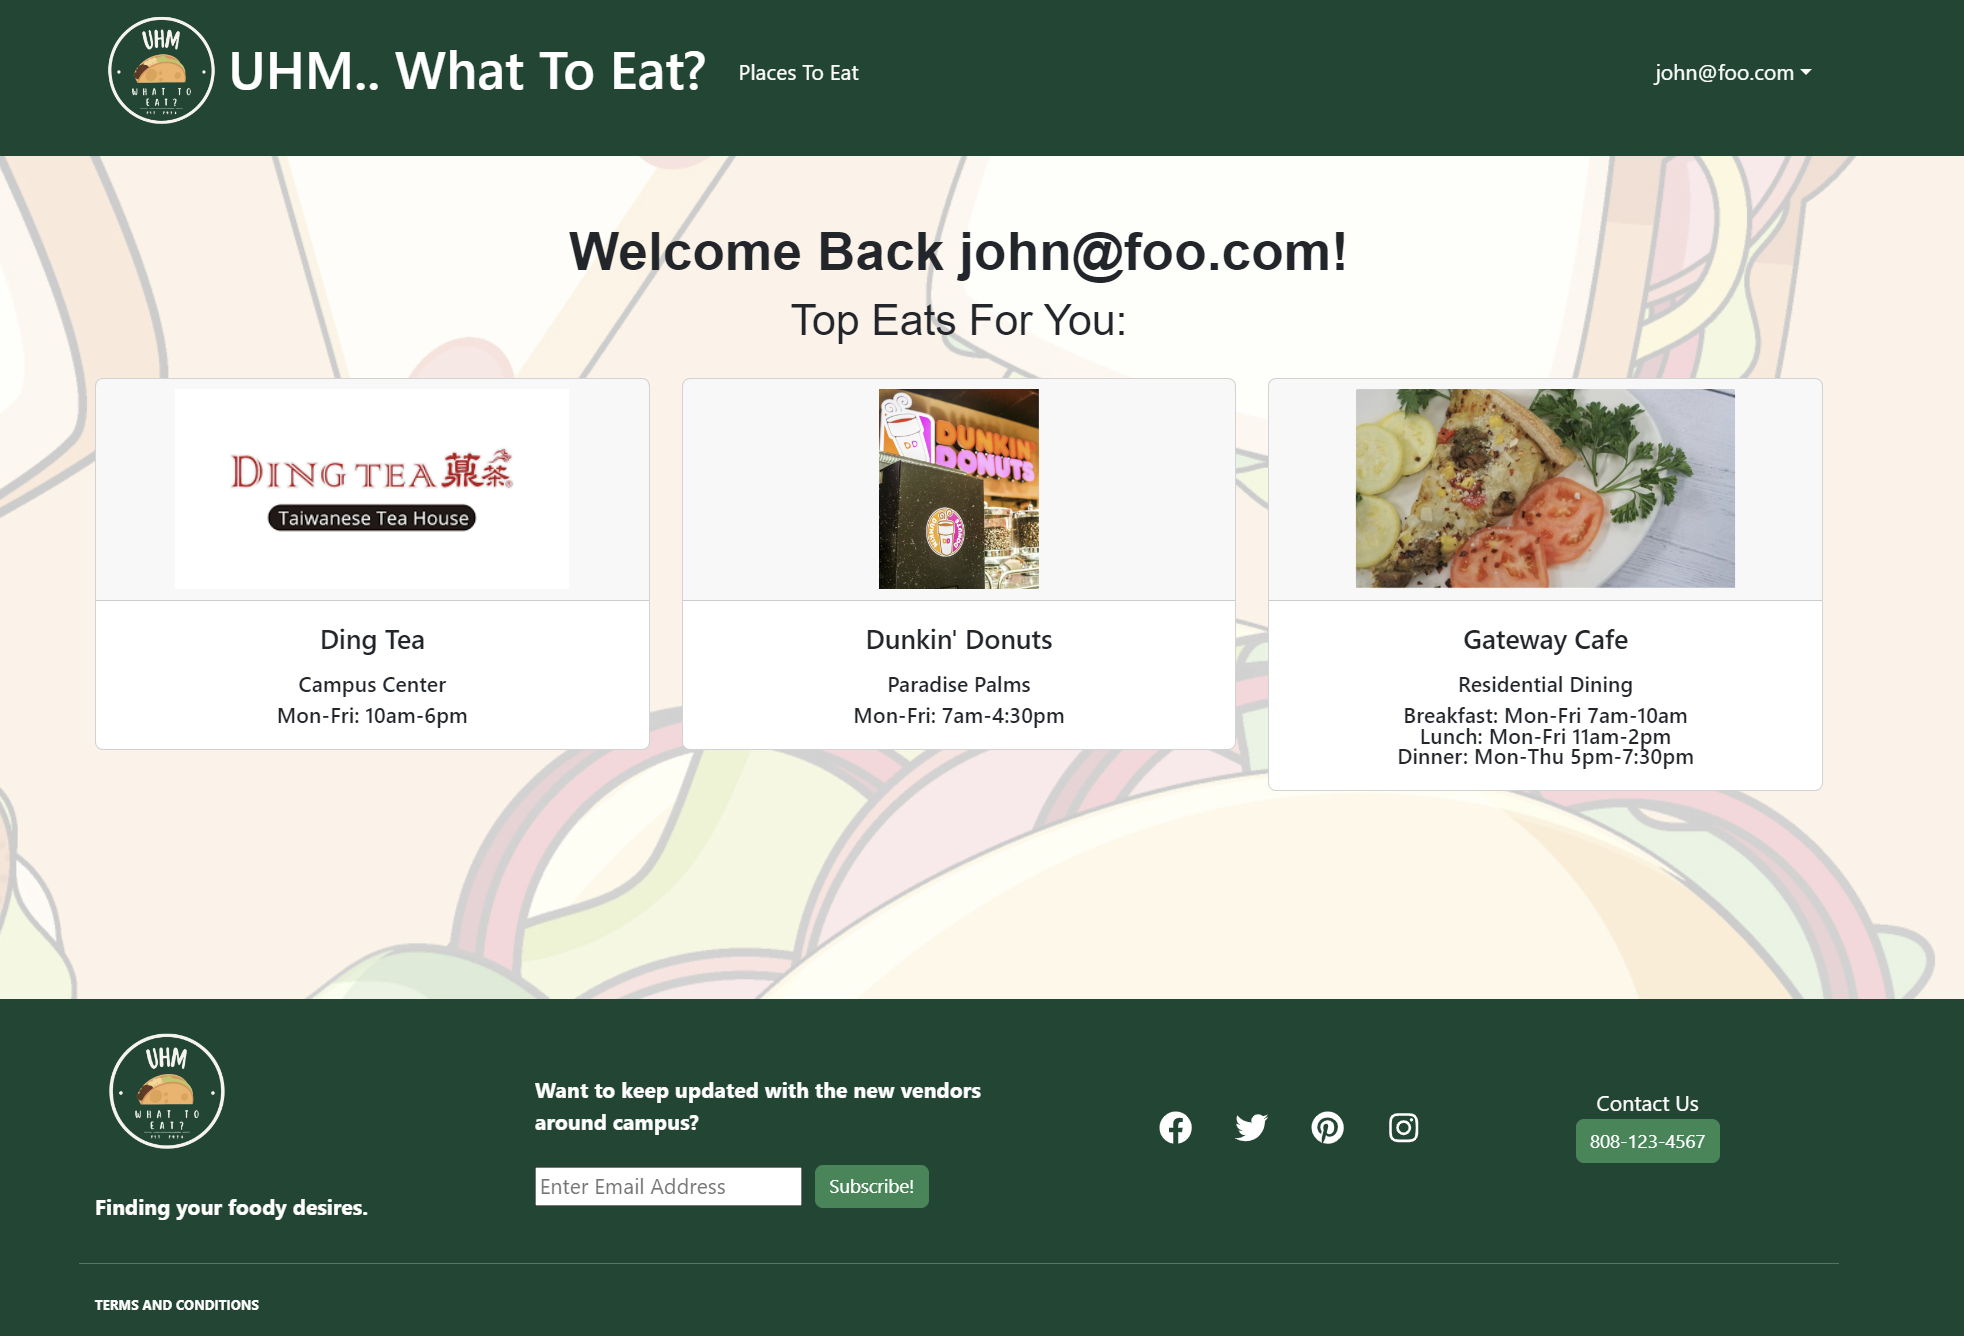 UHM
WHAT TO
EAT?
UHM.. What To Eat?
Places To Eat
john@foo.com
Welcome Back john@foo.com!
Top Eats For You:
DING TEA 薡茶
Taiwanese Tea House
DUNKIN'
DONUTS
DD
Ding Tea
Campus Center
Mon-Fri: 10am-6pm
Dunkin' Donuts
Paradise Palms
Mon-Fri: 7am-4:30pm
Gateway Cafe
Residential Dining
Breakfast: Mon-Fri 7am-10am
Lunch: Mon-Fri 11am-2pm
Dinner: Mon-Thu 5pm-7:30pm
UHM
WHAT TO
EAT?
Finding your foody desires.
Want to keep updated with the new vendors
around campus?
Enter Email Address
Subscribe!
Contact Us
808-123-4567
TERMS AND CONDITIONS